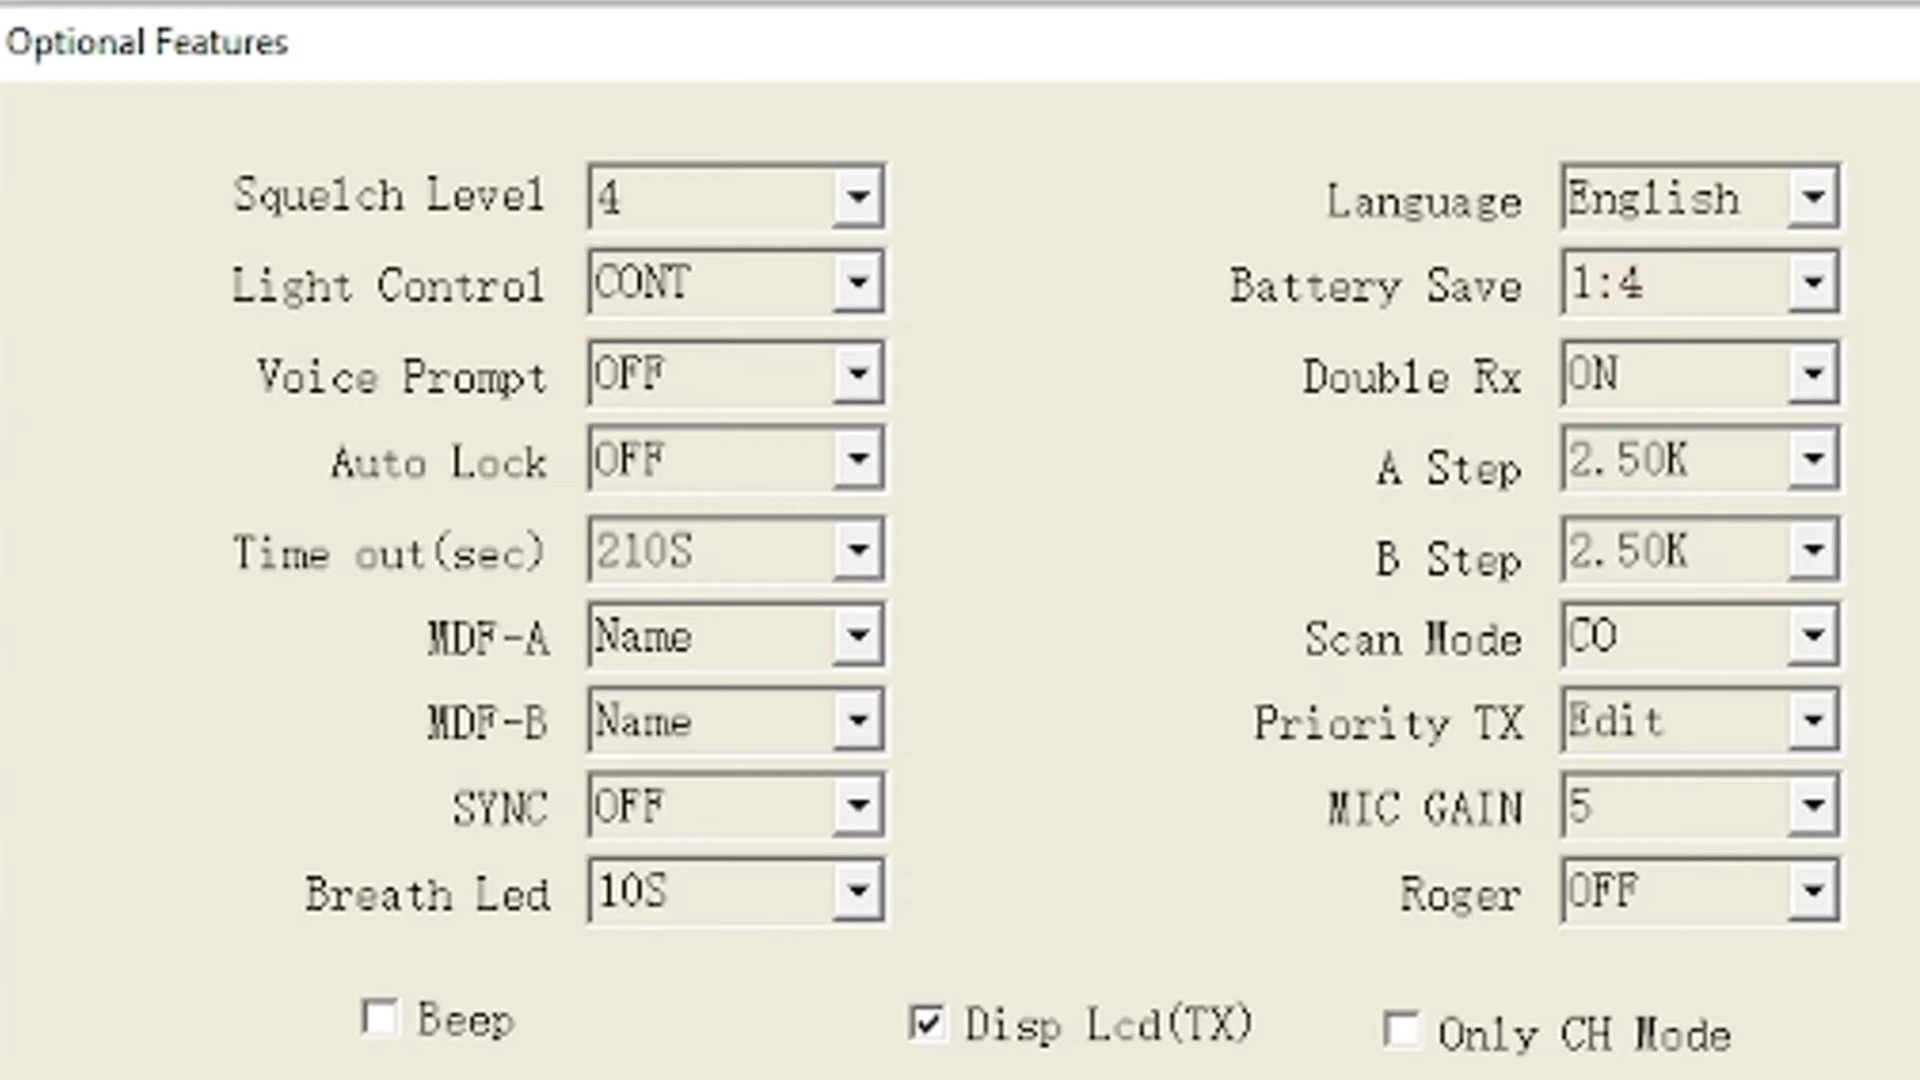 Optional Features
Squelch Level 4 Language English
Light Control CONT Battery Save 1:4
Voice Prompt OFF Double Rx ON
Auto Lock OFF A Step 2.50K
Time out(sec) 210S B Step 2.50K
MDF-A Name Scan Mode CO
MDF-B Name Priority TX Edit
SYNC OFF MIC GAIN 5
Breath Led 10S Roger OFF
Beep Disp Lcd(TX) Only CH Mode